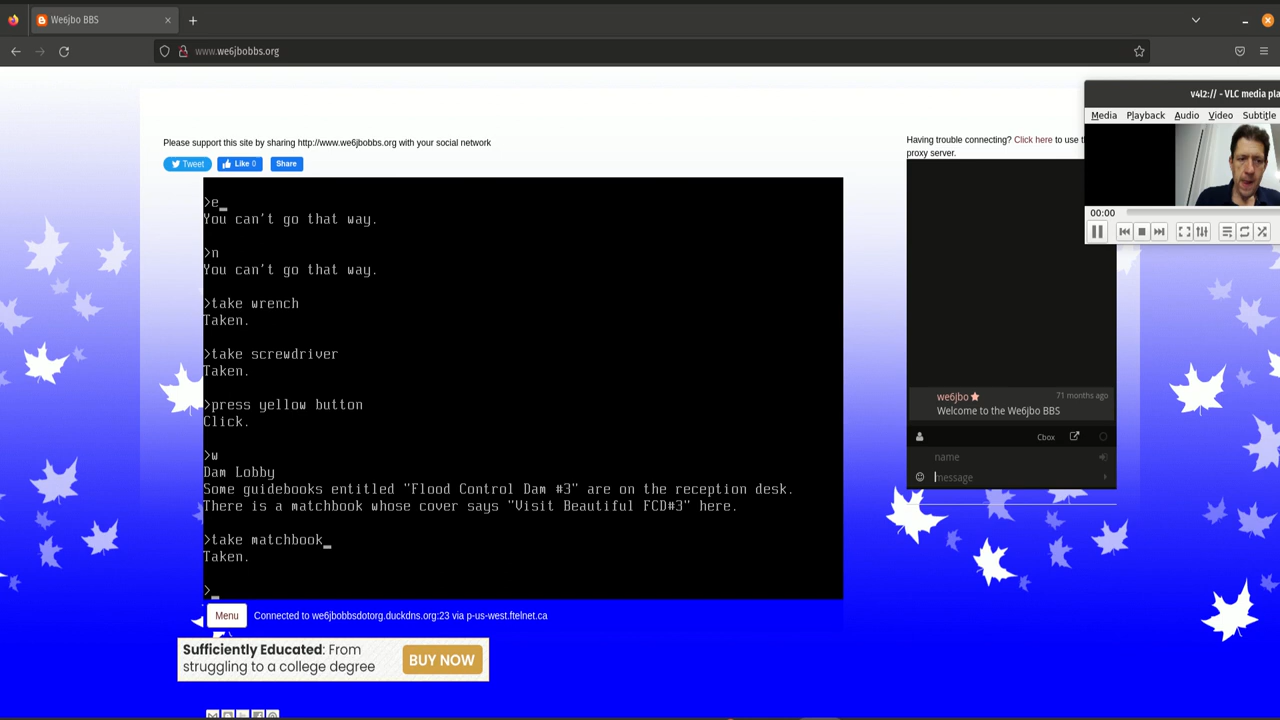 We6jbo BBS
www.we6jbobbs.org
v4l2:// - VLC media pla
Media Playback Audio Video Subtitle
00:00
Please support this site by sharing http://www.we6jbobbs.org with your social network
Tweet Like 0 Share
Having trouble connecting? Click here to use t
proxy server.
>e_
You can't go that way.
>n
You can't go that way.
>take wrench
Taken.
>take screwdriver
Taken.
>press yellow button
Click.
>w
Dam Lobby
Some guidebooks entitled "Flood Control Dam #3" are on the reception desk.
There is a matchbook whose cover says "Visit Beautiful FCD#3" here.
>take matchbook_
Taken.
>_
we6jbo 71 months ago
Welcome to the We6jbo BBS
Cbox
name
message
Menu Connected to we6jbobbsdotorg.duckdns.org:23 via p-us-west.ftelnet.ca
Sufficiently Educated: From
struggling to a college degree
BUY NOW